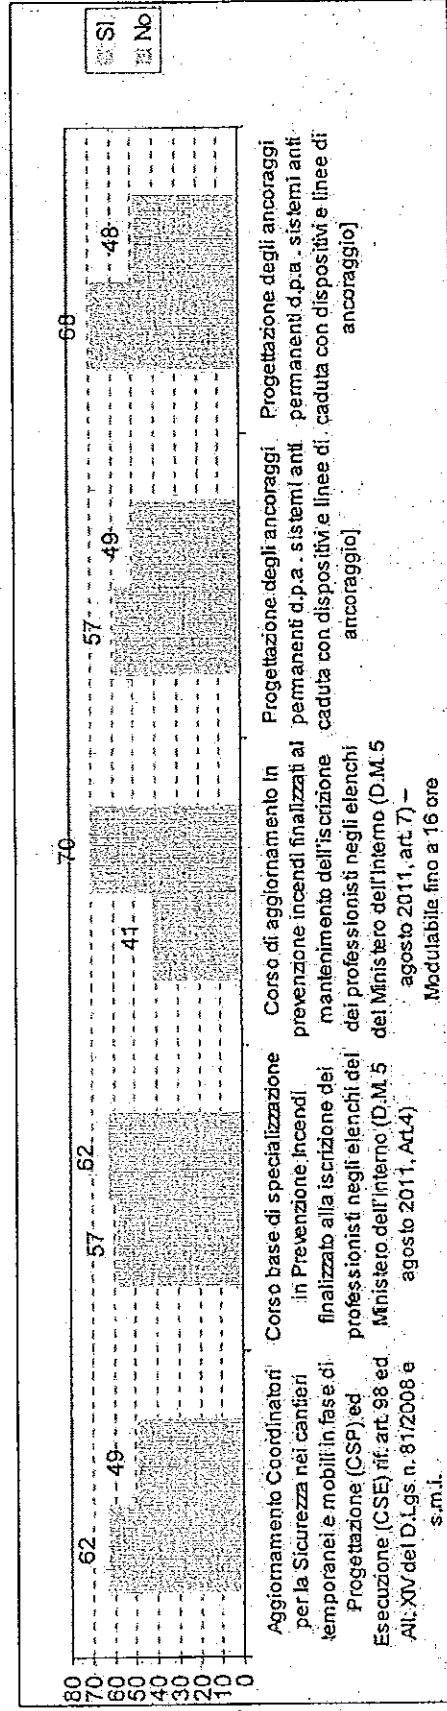 80
70
60
50
40
30
20
10
0
62
49
57
62
41
70
57
49
68
48
Sì
No
Aggiornamento Coordinatori
per la Sicurezza nei cantieri
temporanei e mobili in fase di
Progettazione (CSP) ed
Esecuzione (CSE) rif. art. 98 ed
All. XIV del D.Lgs. n. 81/2008 e
s.m.i.
Corso base di specializzazione
in Prevenzione Incendi
finalizzato alla iscrizione dei
professionisti negli elenchi del
Ministero dell'Interno (D.M. 5
agosto 2011, Art.4)
Corso di aggiornamento in
prevenzione incendi finalizzati al
mantenimento dell'iscrizione
dei professionisti negli elenchi
del Ministero dell'Interno (D.M. 5
agosto 2011, art. 7) –
Modulabile fino a 16 ore
Progettazione degli ancoraggi
permanenti d.p.a. sistemi anti
caduta con dispositivi e linee di
ancoraggio]
Progettazione degli ancoraggi
permanenti d.p.a. sistemi anti
caduta con dispositivi e linee di
ancoraggio]